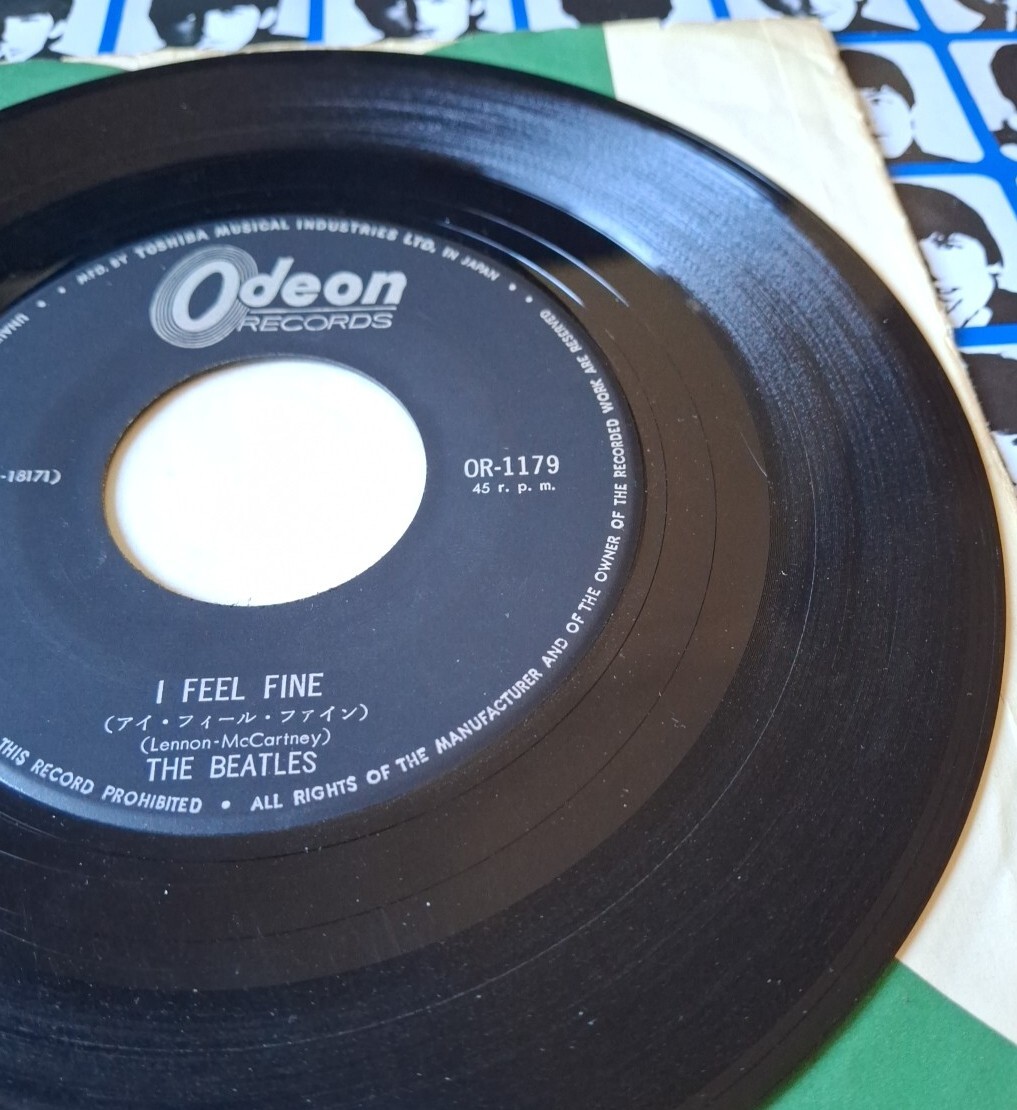 MFD. BY TOSHIBA MUSICAL INDUSTRIES LTD. IN JAPAN
Odeon
RECORDS
-18171)
OR-1179
45 r. p. m.
I FEEL FINE
(アイ・フィール・ファイン)
(Lennon-McCartney)
THE BEATLES
ALL RIGHTS OF THE MANUFACTURER AND OF THE OWNER OF THE RECORDED WORK ARE RESERVED
THIS RECORD PROHIBITED •